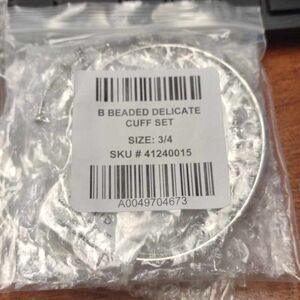 B BEADED DELICATE
CUFF SET
SIZE: 3/4
SKU # 41240015
A0049704673